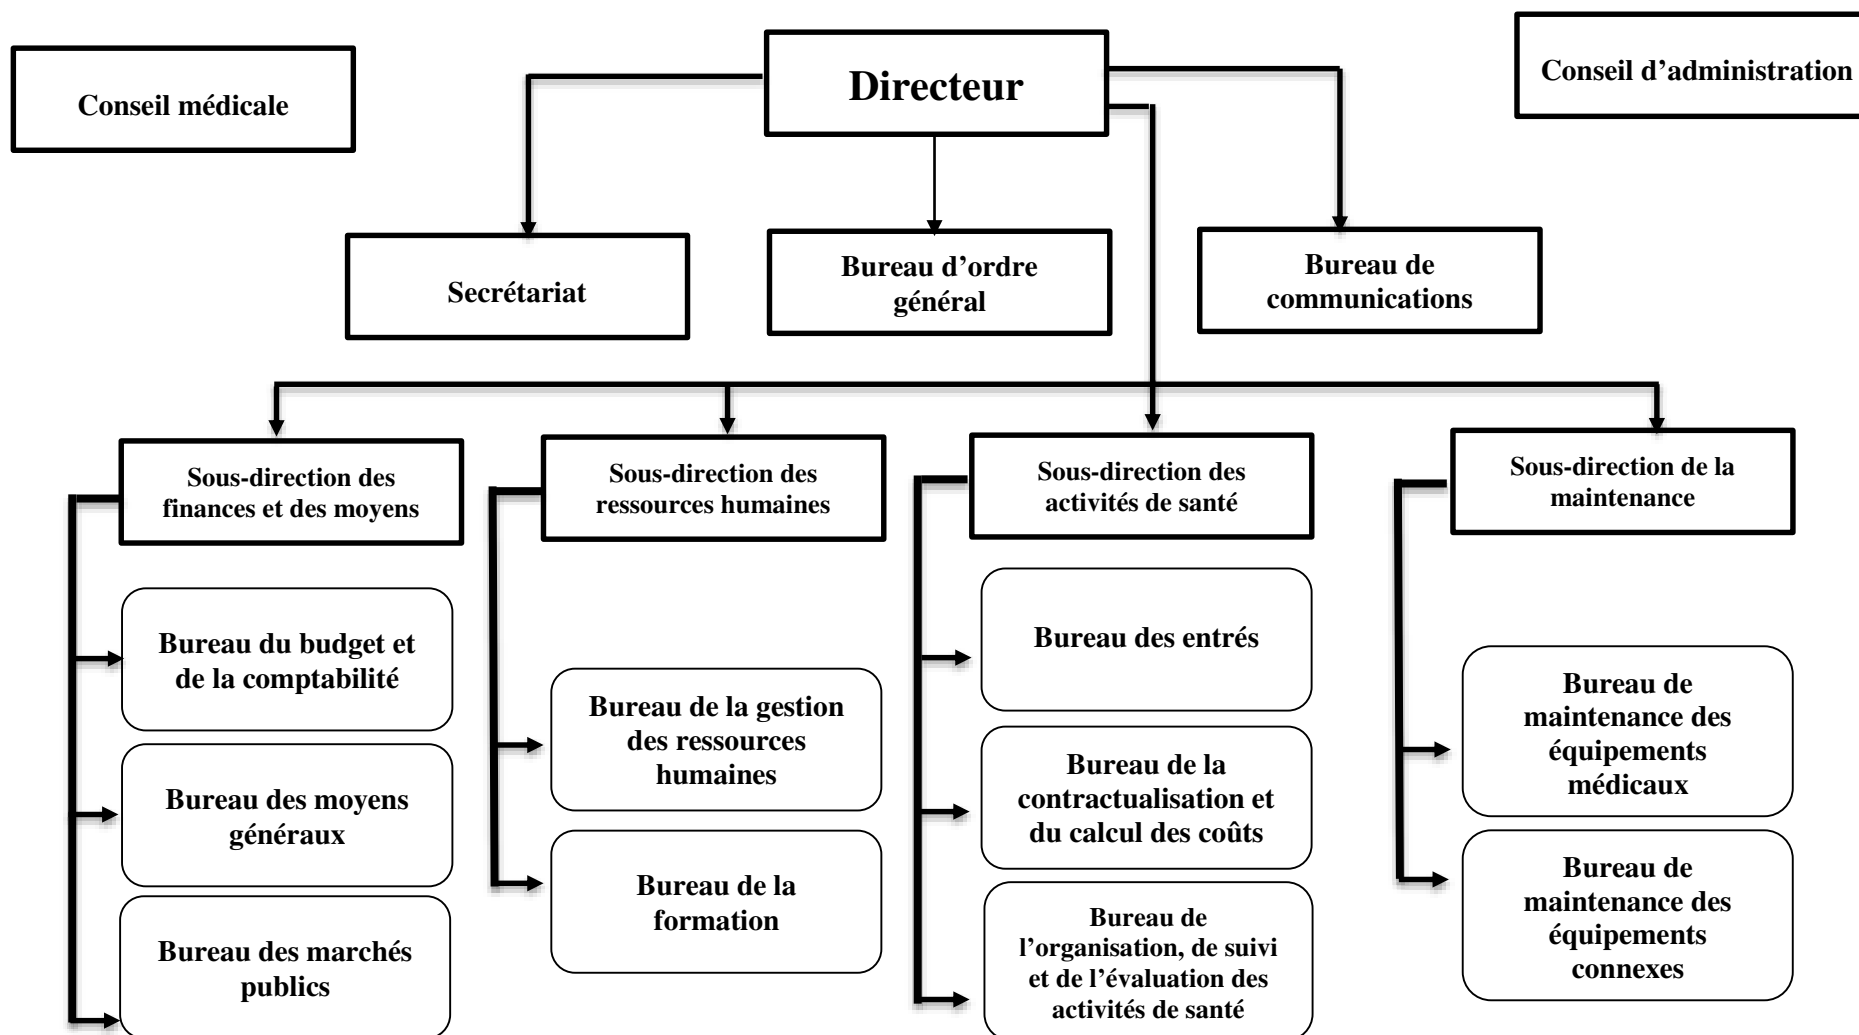 Conseil médicale
Directeur
Conseil d’administration
Secrétariat
Bureau d’ordre
général
Bureau de
communications
Sous-direction des
finances et des moyens
Sous-direction des
ressources humaines
Sous-direction des
activités de santé
Sous-direction de la
maintenance
Bureau du budget et
de la comptabilité
Bureau des moyens
généraux
Bureau des marchés
publics
Bureau de la gestion
des ressources
humaines
Bureau de la
formation
Bureau des entrés
Bureau de la
contractualisation et
du calcul des coûts
Bureau de
l’organisation, de suivi
et de l’évaluation des
activités de santé
Bureau de
maintenance des
équipements
médicaux
Bureau de
maintenance des
équipements
connexes